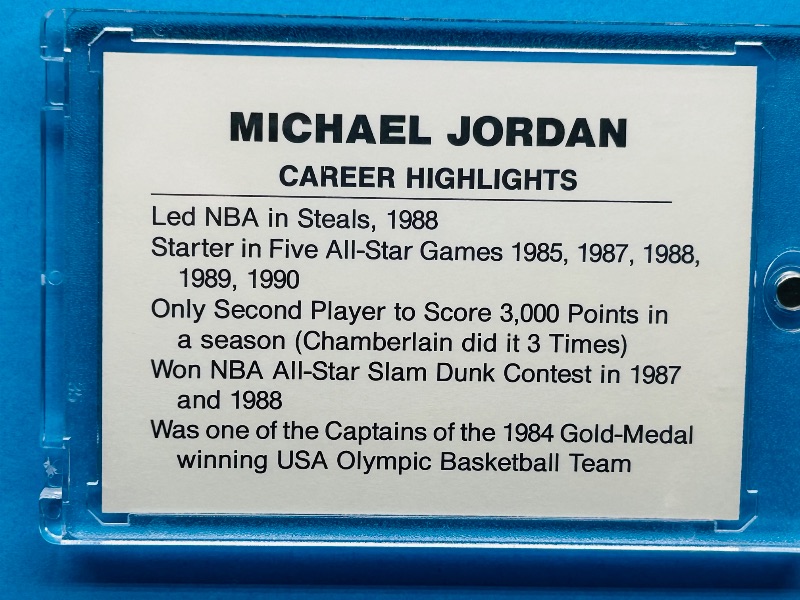 MICHAEL JORDAN
CAREER HIGHLIGHTS
Led NBA in Steals, 1988
Starter in Five All-Star Games 1985, 1987, 1988,
1989, 1990
Only Second Player to Score 3,000 Points in
a season (Chamberlain did it 3 Times)
Won NBA All-Star Slam Dunk Contest in 1987
and 1988
Was one of the Captains of the 1984 Gold-Medal
winning USA Olympic Basketball Team